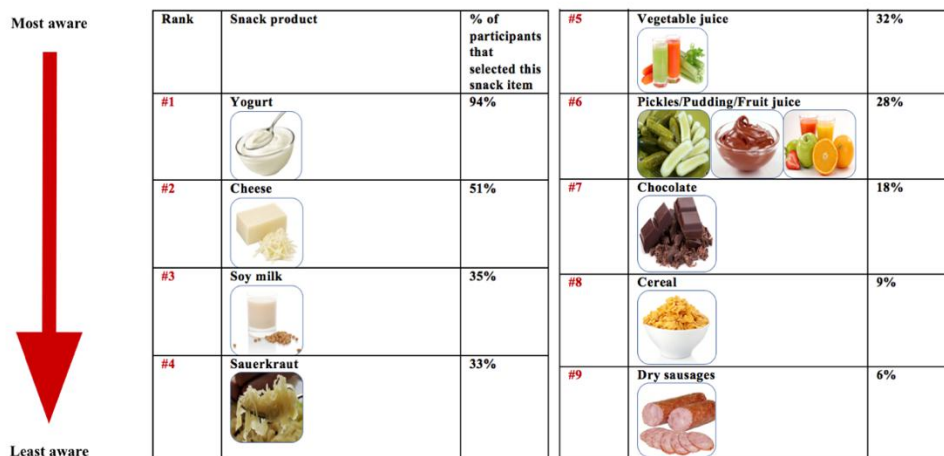 Most aware
Rank Snack product % of
participants
that
selected this
snack item
#1 Yogurt 94%
#2 Cheese 51%
#3 Soy milk 35%
#4 Sauerkraut 33%
#5 Vegetable juice 32%
#6 Pickles/Pudding/Fruit juice 28%
#7 Chocolate 18%
#8 Cereal 9%
#9 Dry sausages 6%
Least aware